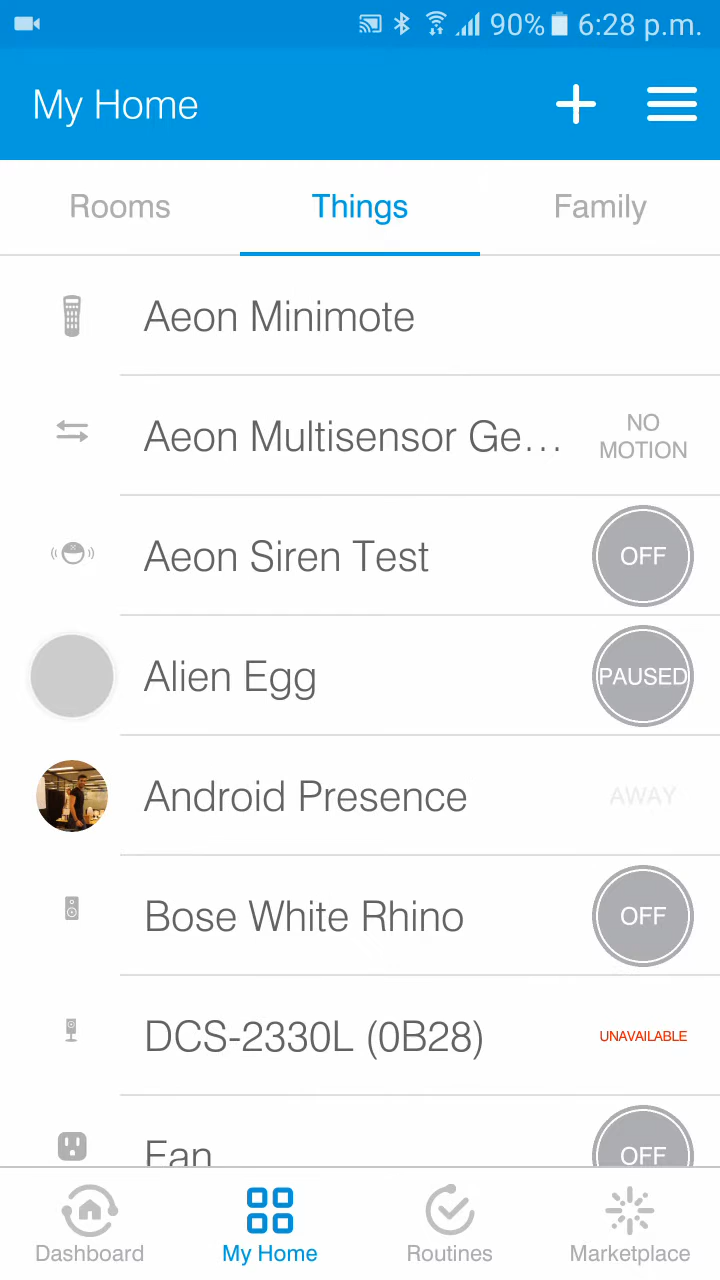 90% 6:28 p.m.
My Home
Rooms Things Family
Aeon Minimote
Aeon Multisensor Ge... NO MOTION
Aeon Siren Test OFF
Alien Egg PAUSED
Android Presence AWAY
Bose White Rhino OFF
DCS-2330L (0B28) UNAVAILABLE
Fan OFF
Dashboard My Home Routines Marketplace